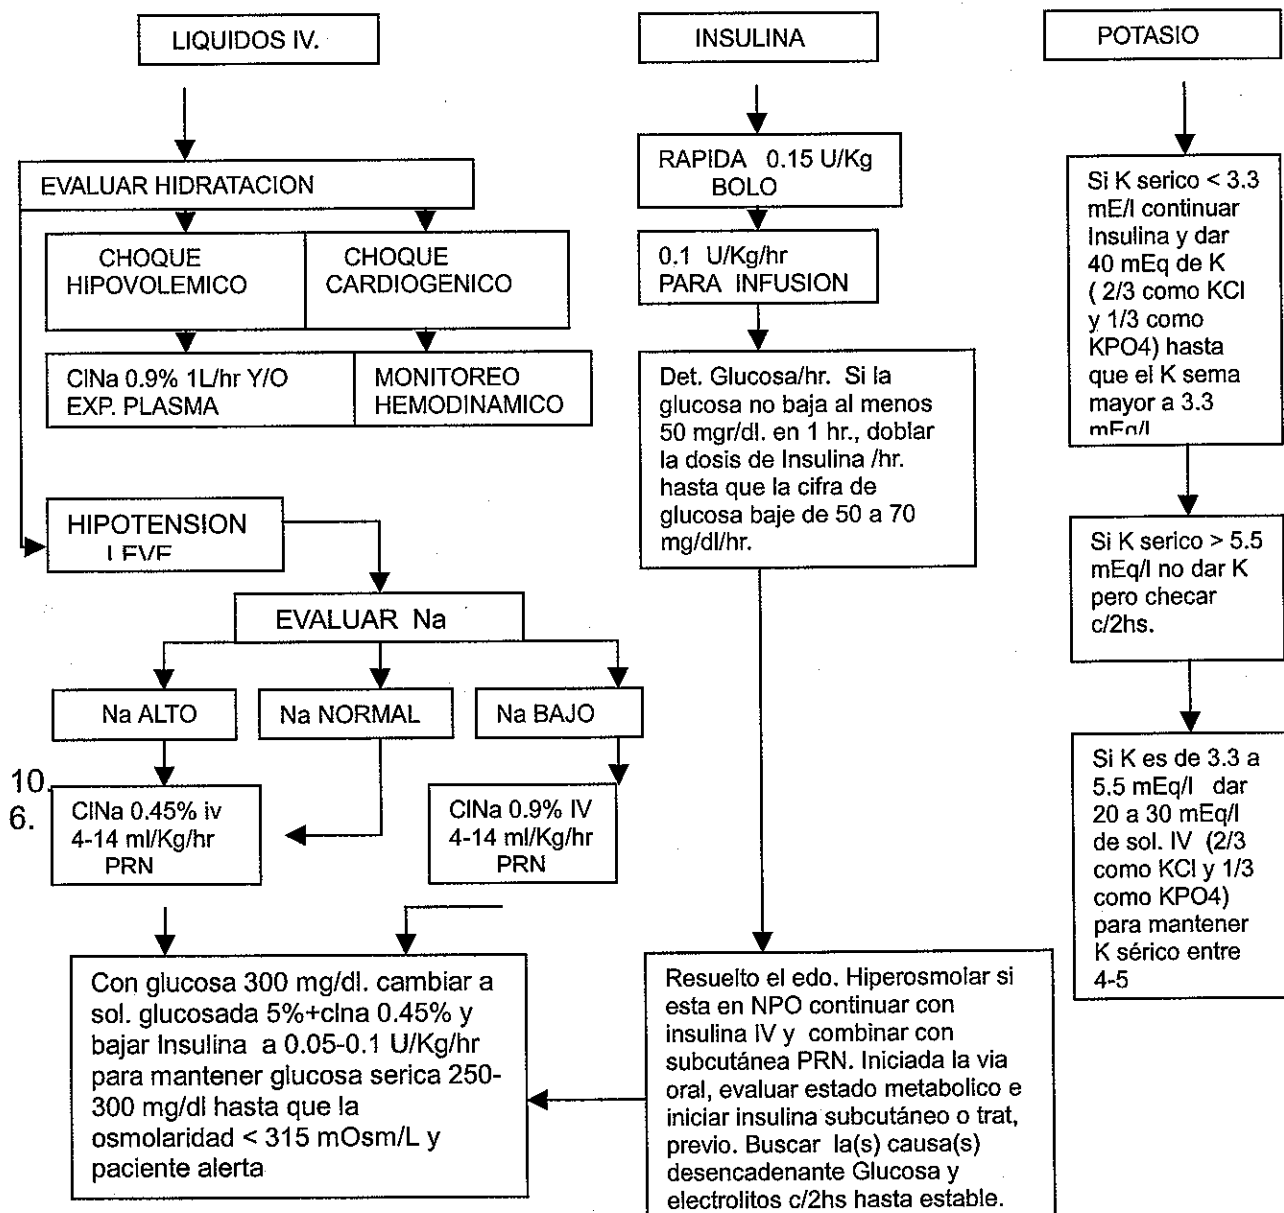 LIQUIDOS IV.
EVALUAR HIDRATACION
CHOQUE
HIPOVOLEMICO
CHOQUE
CARDIOGENICO
ClNa 0.9% 1L/hr Y/O
EXP. PLASMA
MONITOREO
HEMODINAMICO
HIPOTENSION
LEVE
EVALUAR Na
Na ALTO
Na NORMAL
Na BAJO
10.
6.
ClNa 0.45% iv
4-14 ml/Kg/hr
PRN
ClNa 0.9% IV
4-14 ml/Kg/hr
PRN
Con glucosa 300 mg/dl. cambiar a
sol. glucosada 5%+clna 0.45% y
bajar Insulina a 0.05-0.1 U/Kg/hr
para mantener glucosa serica 250-
300 mg/dl hasta que la
osmolaridad < 315 mOsm/L y
paciente alerta
INSULINA
RAPIDA 0.15 U/Kg
BOLO
0.1 U/Kg/hr
PARA INFUSION
Det. Glucosa/hr. Si la
glucosa no baja al menos
50 mgr/dl. en 1 hr., doblar
la dosis de Insulina /hr.
hasta que la cifra de
glucosa baje de 50 a 70
mg/dl/hr.
Resuelto el edo. Hiperosmolar si
esta en NPO continuar con
insulina IV y combinar con
subcutánea PRN. Iniciada la via
oral, evaluar estado metabolico e
iniciar insulina subcutáneo o trat,
previo. Buscar la(s) causa(s)
desencadenante Glucosa y
electrolitos c/2hs hasta estable.
POTASIO
Si K serico < 3.3
mE/l continuar
Insulina y dar
40 mEq de K
( 2/3 como KCl
y 1/3 como
KPO4) hasta
que el K sema
mayor a 3.3
mEq/l
Si K serico > 5.5
mEq/l no dar K
pero checar
c/2hs.
Si K es de 3.3 a
5.5 mEq/l dar
20 a 30 mEq/l
de sol. IV (2/3
como KCl y 1/3
como KPO4)
para mantener
K sérico entre
4-5